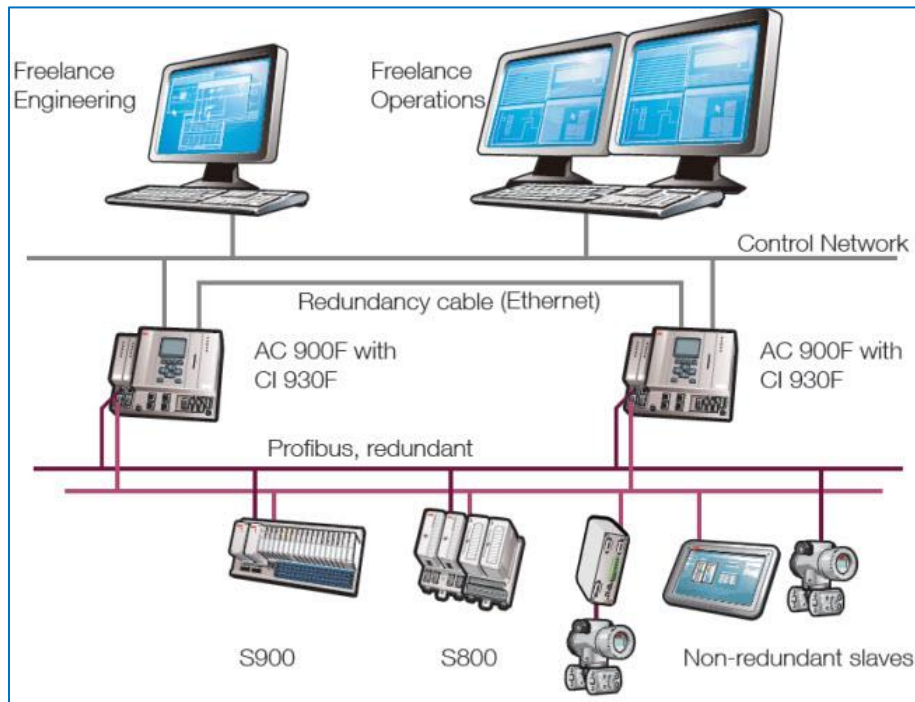 Freelance
Engineering
Freelance
Operations
Control Network
Redundancy cable (Ethernet)
AC 900F with
CI 930F
AC 900F with
CI 930F
Profibus, redundant
S900
S800
Non-redundant slaves